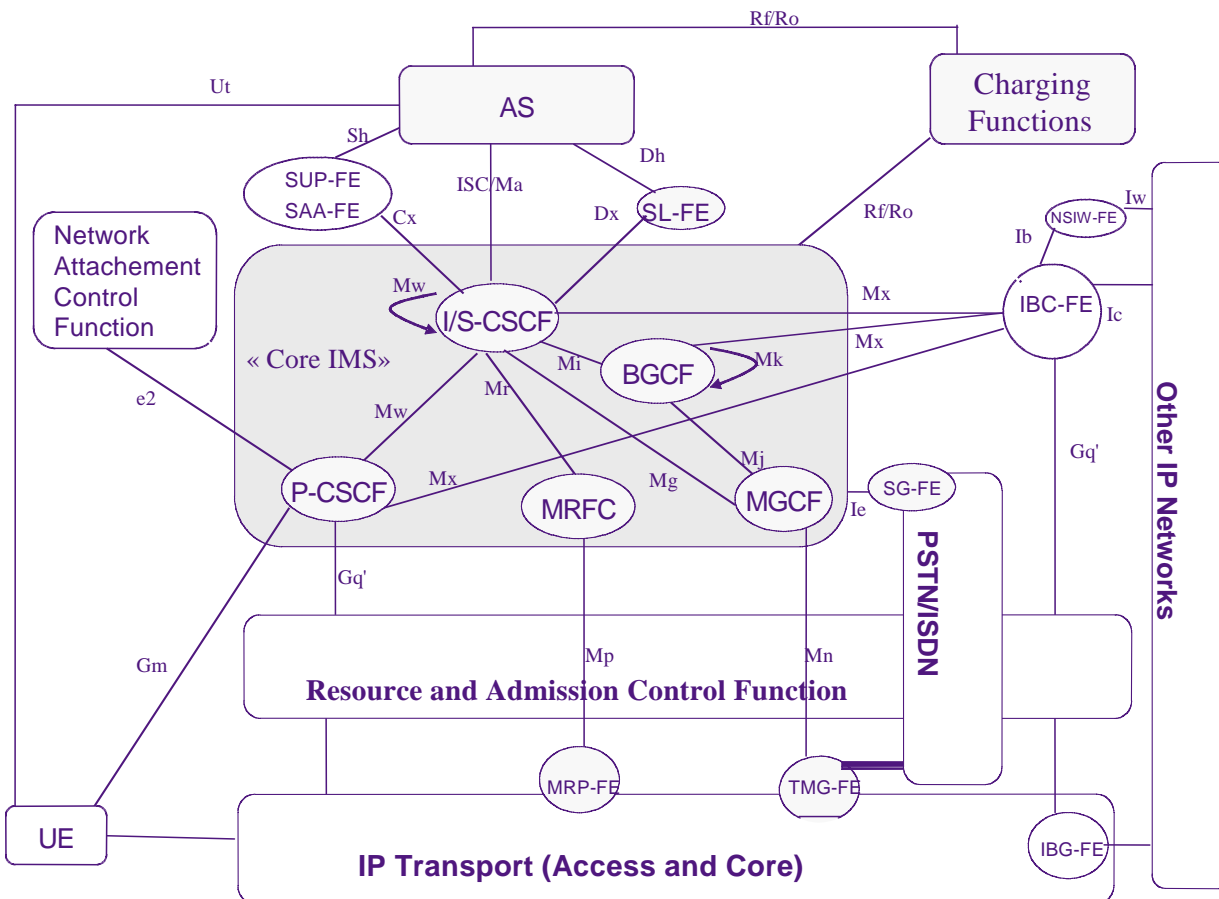 Rf/Ro
Ut
AS
Charging
Functions
Sh
Dh
ISC/Ma
SUP-FE
SAA-FE
Cx
Dx
SL-FE
Rf/Ro
NSIW-FE
Iw
Ib
Network
Attachement
Control
Function
Mw
I/S-CSCF
Mx
IBC-FE
Ic
Mx
« Core IMS»
Mi
BGCF
Mk
Mr
e2
Mw
Mx
Mg
Mj
Gq'
P-CSCF
MRFC
MGCF
Ie
SG-FE
Other IP Networks
PSTN/ISDN
Gq'
Gm
Mp
Mn
Resource and Admission Control Function
MRP-FE
TMG-FE
UE
IBG-FE
IP Transport (Access and Core)